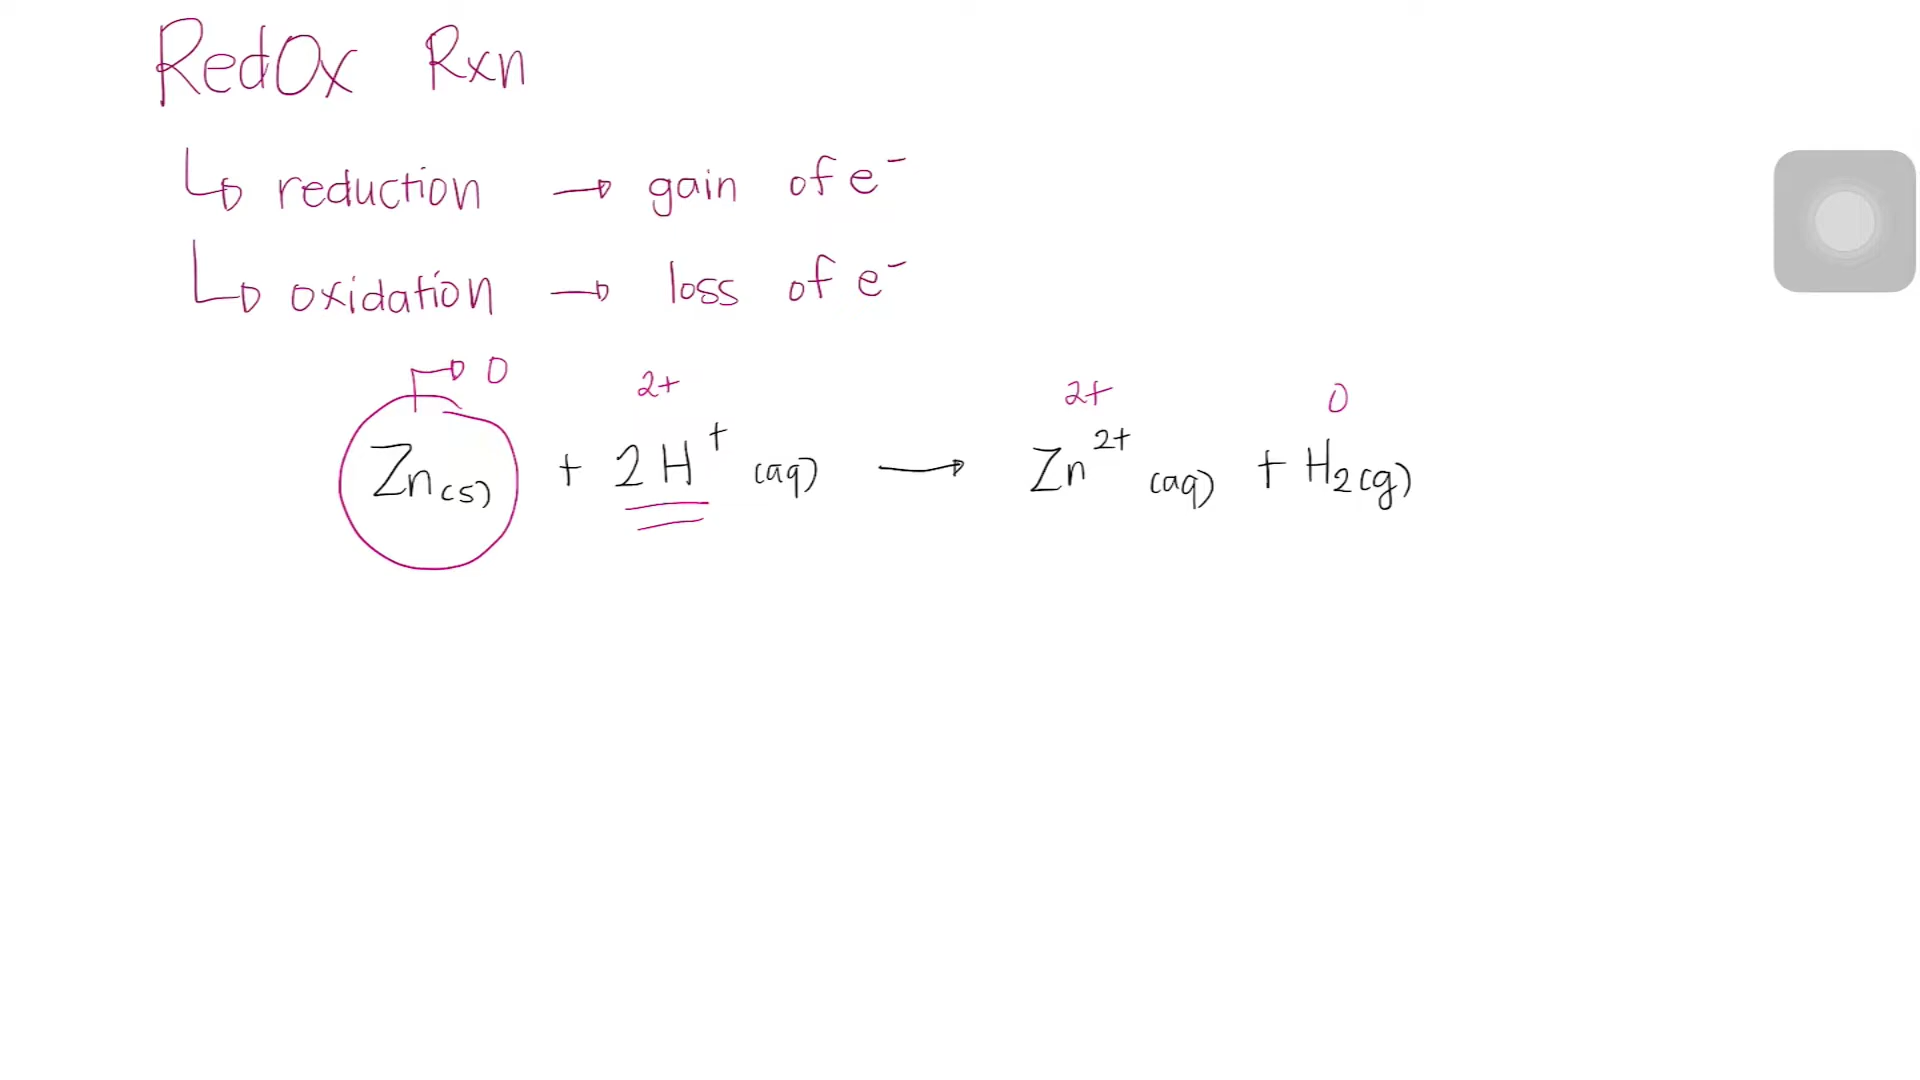 RedOx Rxn
↳ reduction → gain of e⁻
↳ oxidation → loss of e⁻
0 2+ 2+ 0
Zn(s) + 2H⁺ (aq) → Zn²⁺ (aq) + H₂(g)